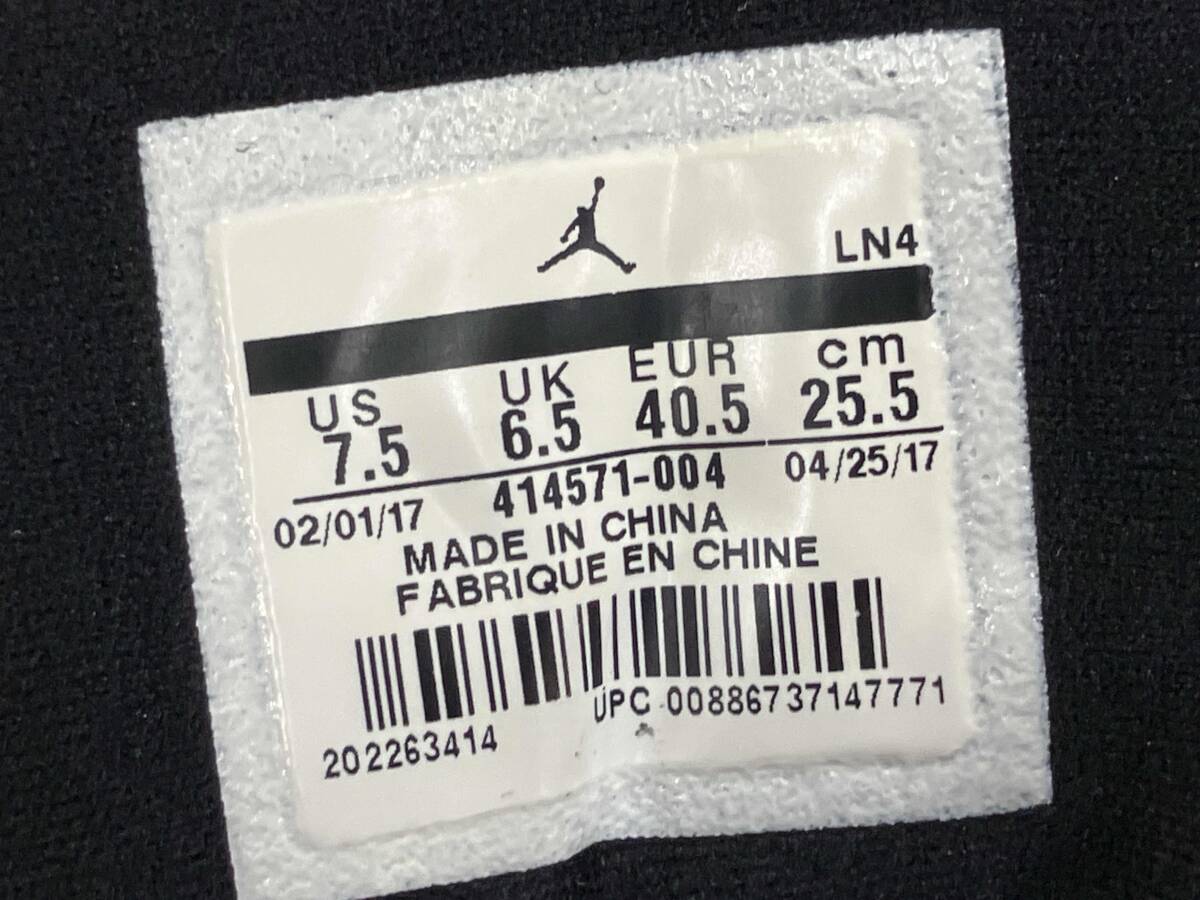 LN4
US UK EUR cm
7.5 6.5 40.5 25.5
02/01/17 414571-004 04/25/17
MADE IN CHINA
FABRIQUE EN CHINE
UPC 00886737147771
202263414